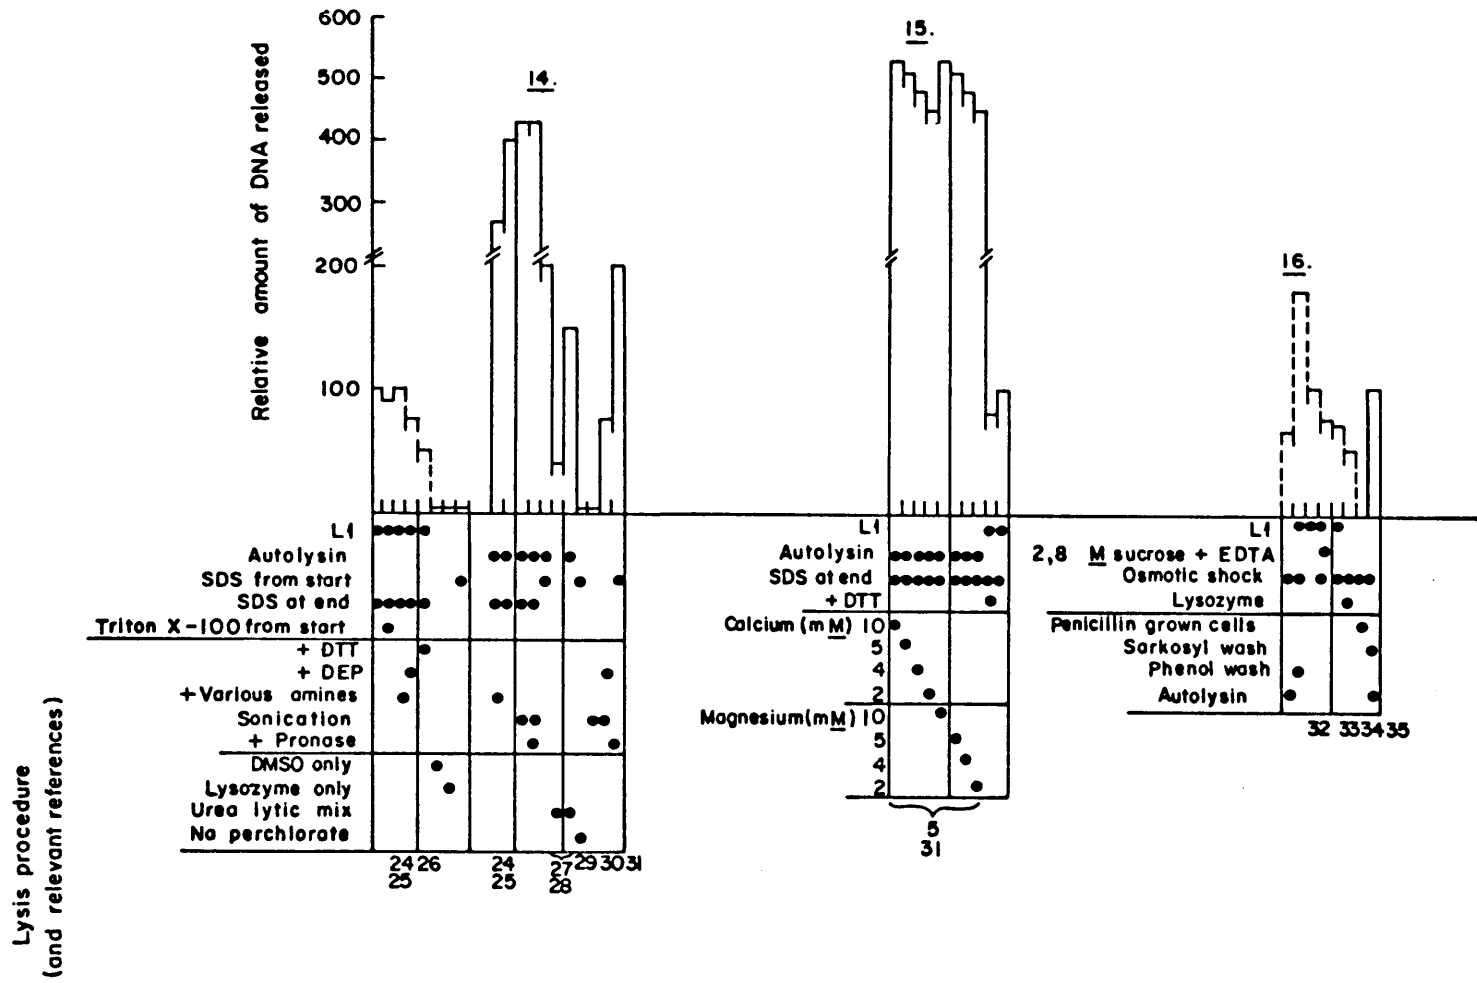 600
500
400
300
200
100
Relative amount of DNA released
14.
15.
16.
L1
Autolysin
SDS from start
SDS at end
Triton X-100 from start
+ DTT
+ DEP
+Various amines
Sonication
+ Pronase
DMSO only
Lysozyme only
Urea lytic mix
Na perchlorate
24 26 24 27 29 30 31
25 25 28
L1
Autolysin
SDS at end
+ DTT
Calcium (mM) 10
5
4
2
Magnesium (mM) 10
5
4
2
5
31
L1
2,8 M sucrose + EDTA
Osmotic shock
Lysozyme
Penicillin grown cells
Sarkosyl wash
Phenol wash
Autolysin
32 33 34 35
Lysis procedure
(and relevant references)